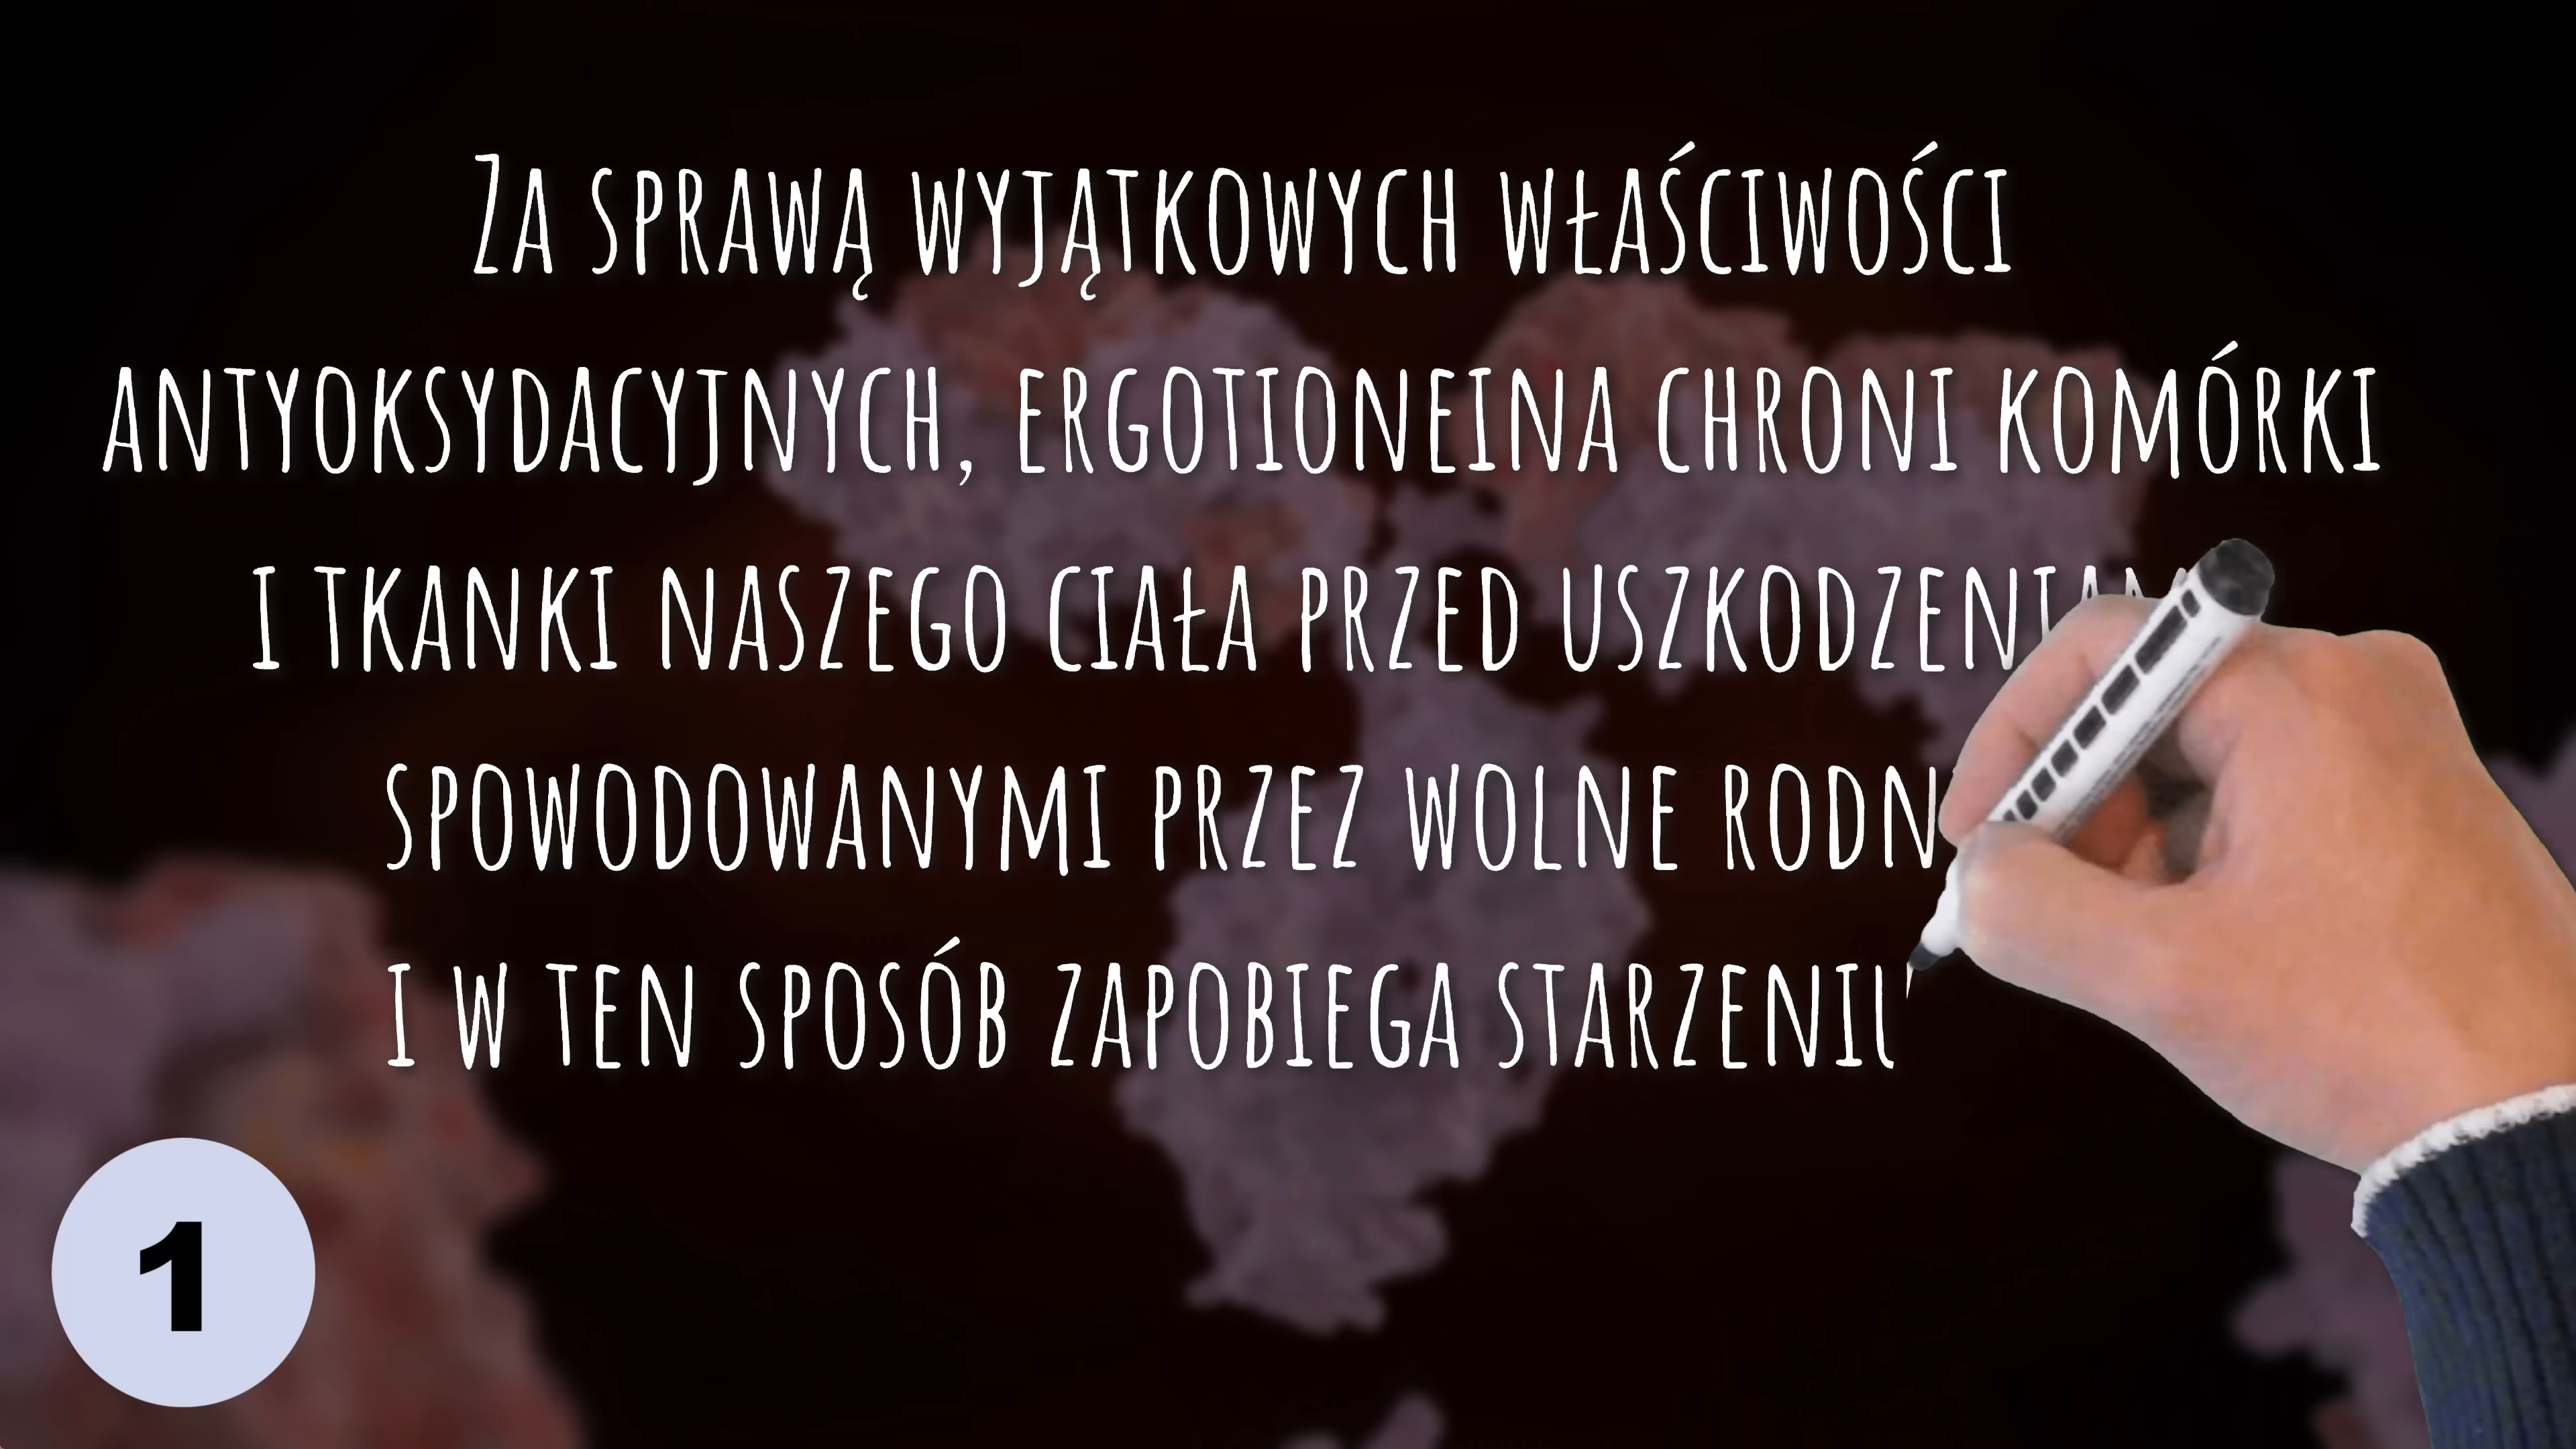 Za sprawą wyjątkowych właściwości
antyoksydacyjnych, ergotioneina chroni komórki
i tkanki naszego ciała przed
spowodowanymi przez wolne
i w ten sposób zapobiega starzeniu
1